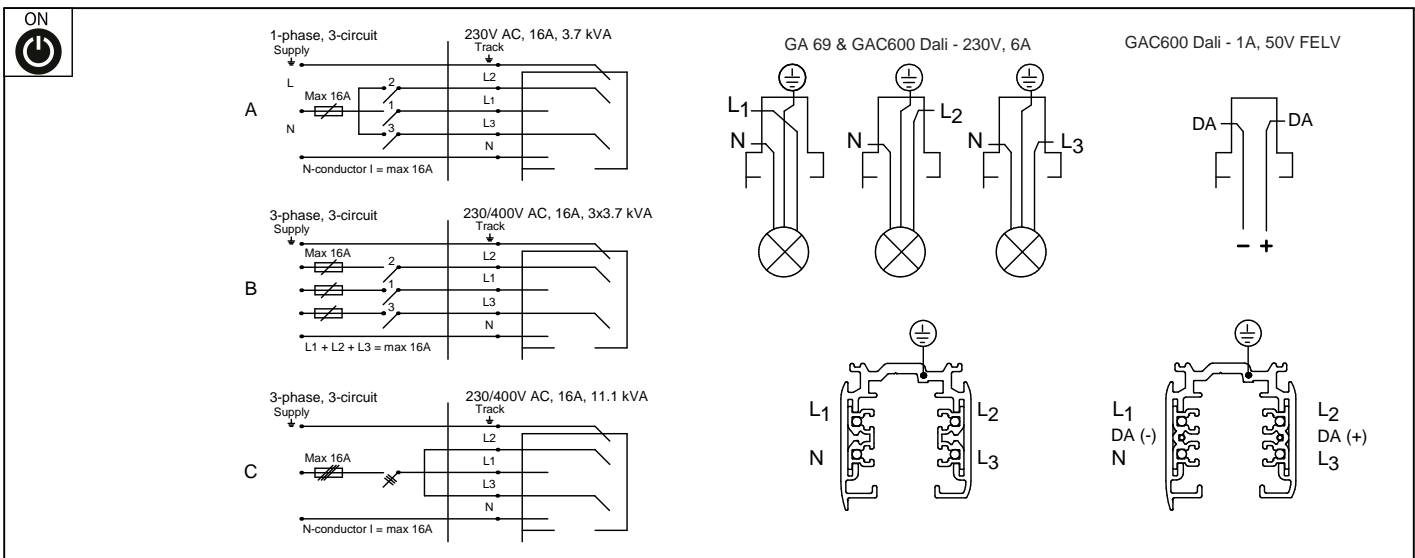 ON
1-phase, 3-circuit
Supply
230V AC, 16A, 3.7 kVA
Track
L
A
N
Max 16A
2
1
3
L2
L1
L3
N
N-conductor I = max 16A
3-phase, 3-circuit
Supply
230/400V AC, 16A, 3x3.7 kVA
Track
B
Max 16A
2
1
3
L2
L1
L3
N
L1 + L2 + L3 = max 16A
3-phase, 3-circuit
Supply
230/400V AC, 16A, 11.1 kVA
Track
C
Max 16A
L2
L1
L3
N
N-conductor I = max 16A
GA 69 & GAC600 Dali - 230V, 6A
L1
N
N
L2
N
L3
GAC600 Dali - 1A, 50V FELV
DA
DA
- +
L1
N
L2
L3
L1
DA (-)
N
L2
DA (+)
L3